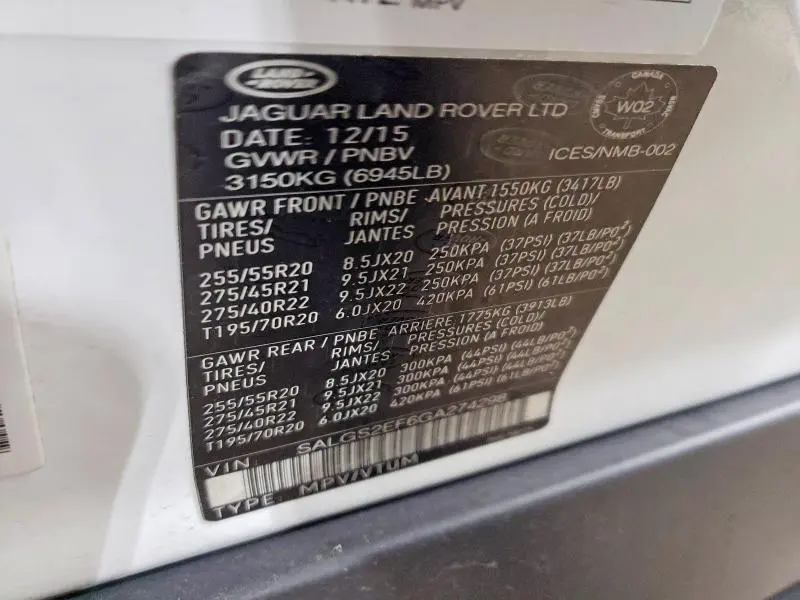 MPV
LAND
ROVER
JAGUAR LAND ROVER LTD
CANADA
W02
TRANSPORT
DATE: 12/15
ICES/NMB-002
GVWR / PNBV
3150KG (6945LB)
GAWR FRONT / PNBE AVANT 1550KG (3417LB)
TIRES/ RIMS/ PRESSURES (COLD)/
PNEUS JANTES PRESSION (A FROID)
255/55R20 8.5JX20 250KPA (37PSI) (37LB/PO²)
275/45R21 9.5JX21 250KPA (37PSI) (37LB/PO²)
275/40R22 9.5JX22 250KPA (37PSI) (37LB/PO²)
T195/70R20 6.0JX20 420KPA (61PSI) (61LB/PO²)
GAWR REAR / PNBE ARRIERE 1775KG (3913LB)
TIRES/ RIMS/ PRESSURES (COLD)/
PNEUS JANTES PRESSION (A FROID)
255/55R20 8.5JX20 300KPA (44PSI) (44LB/PO²)
275/45R21 9.5JX21 300KPA (44PSI) (44LB/PO²)
275/40R22 9.5JX22 300KPA (44PSI) (44LB/PO²)
T195/70R20 6.0JX20 420KPA (61PSI) (61LB/PO²)
VIN: SALGS2EF6GA274298
TYPE: MPV/VTUM